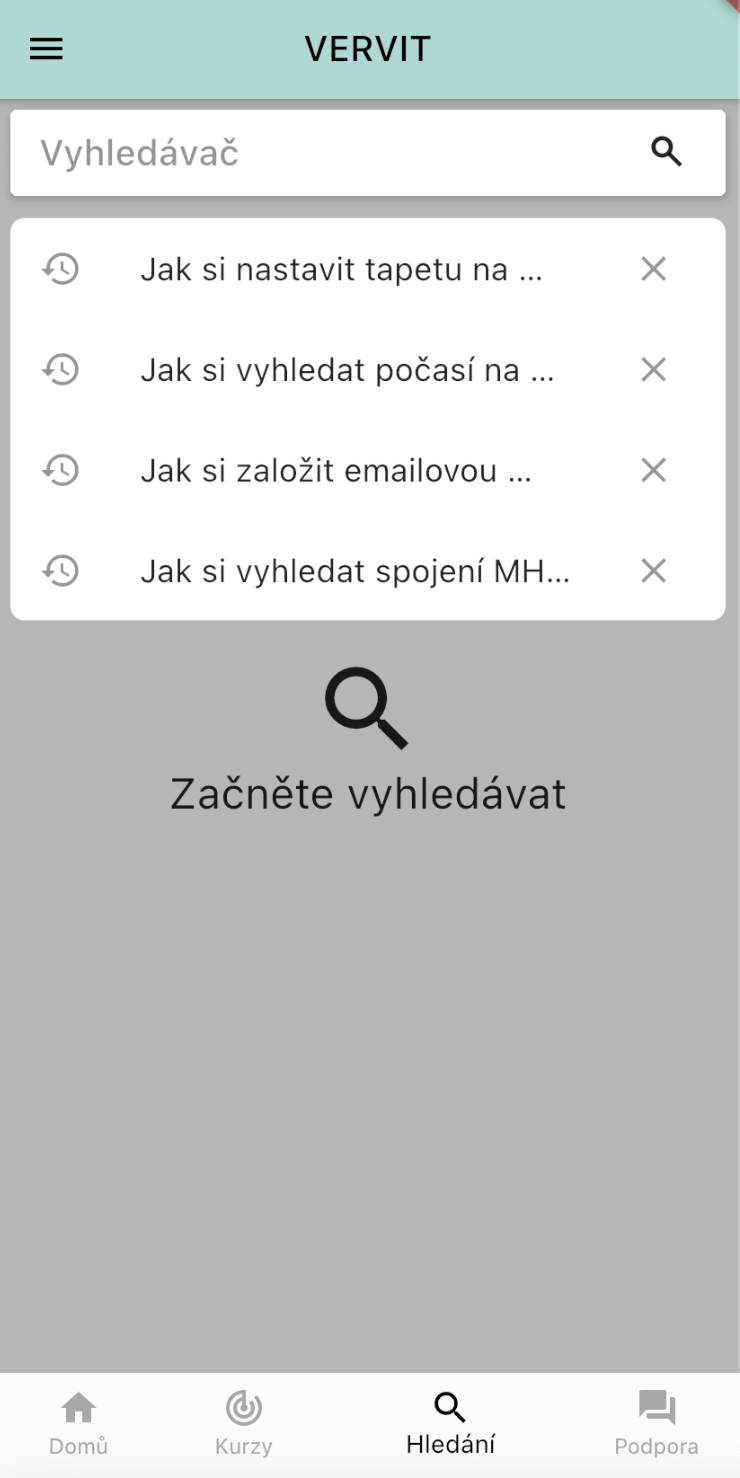 VERVIT
Vyhledávač
Jak si nastavit tapetu na ...
Jak si vyhledat počasí na ...
Jak si založit emailovou ...
Jak si vyhledat spojení MH...
Začněte vyhledávat
Domů
Kurzy
Hledání
Podpora